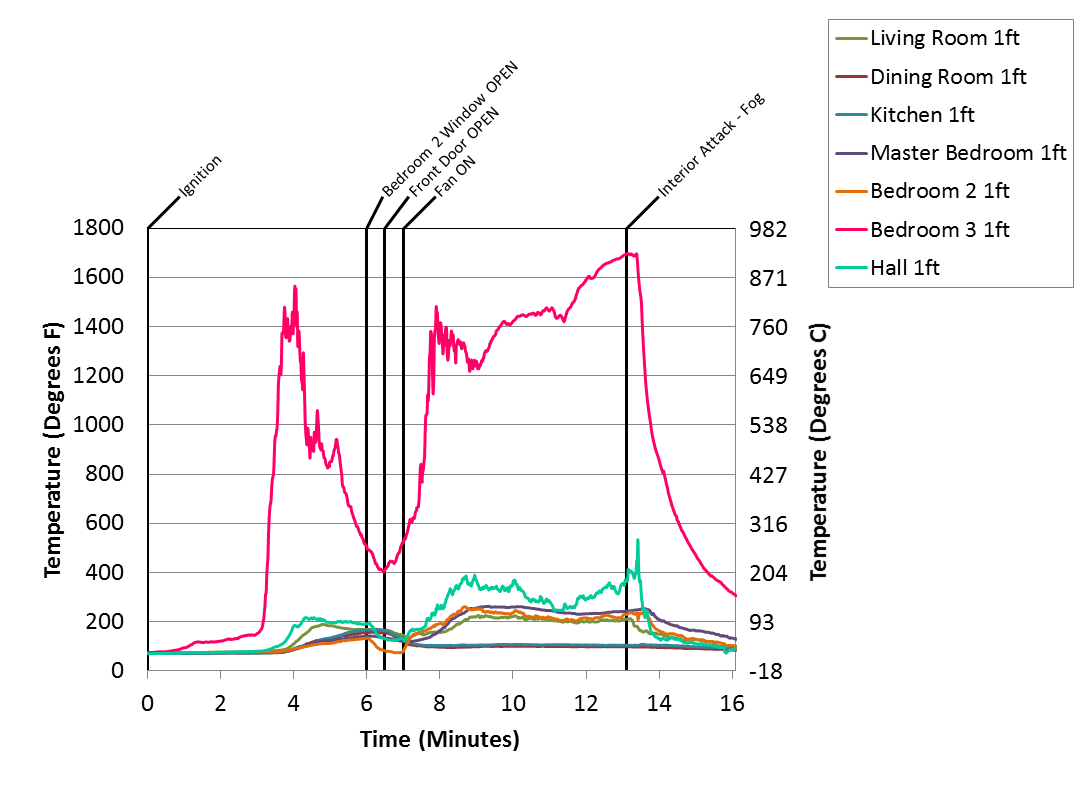 Living Room 1ft
Dining Room 1ft
Kitchen 1ft
Master Bedroom 1ft
Bedroom 2 1ft
Bedroom 3 1ft
Hall 1ft
Ignition
Bedroom 2 Window OPEN
Front Door OPEN
Fan ON
Interior Attack - Fog
Temperature (Degrees F)
1800
1600
1400
1200
1000
800
600
400
200
0
982
871
760
649
538
427
316
204
93
-18
Temperature (Degrees C)
0 2 4 6 8 10 12 14 16
Time (Minutes)